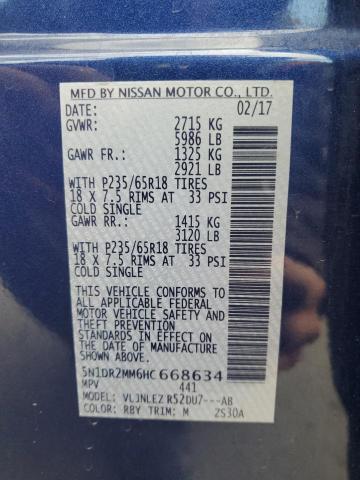 MFD BY NISSAN MOTOR CO., LTD.
DATE: 02/17
GVWR: 2715 KG
5986 LB
GAWR FR.: 1325 KG
2921 LB
WITH P235/65R18 TIRES
18 X 7.5 RIMS AT 33 PSI
COLD SINGLE
GAWR RR.: 1415 KG
3120 LB
WITH P235/65R18 TIRES
18 X 7.5 RIMS AT 33 PSI
COLD SINGLE
THIS VEHICLE CONFORMS TO
ALL APPLICABLE FEDERAL
MOTOR VEHICLE SAFETY AND
STANDARDS IN EFFECT ON THE
DATE OF MANUFACTURE SHOWN
ABOVE.
5N1DR2MM6HC668634
MPV 441
MODEL: VLJNLEZ R52DU7---AB
COLOR: RBY TRIM: M ZS30A